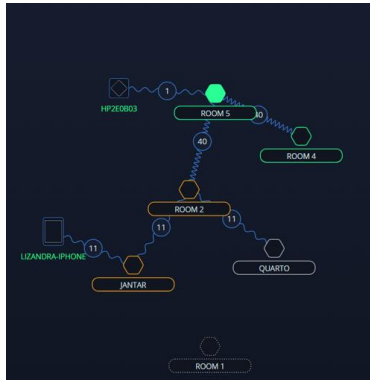 1
HP2E0B03
ROOM 5
40
ROOM 4
40
ROOM 2
11
11
11
LIZANDRA-IPHONE
QUARTO
JANTAR
ROOM 1